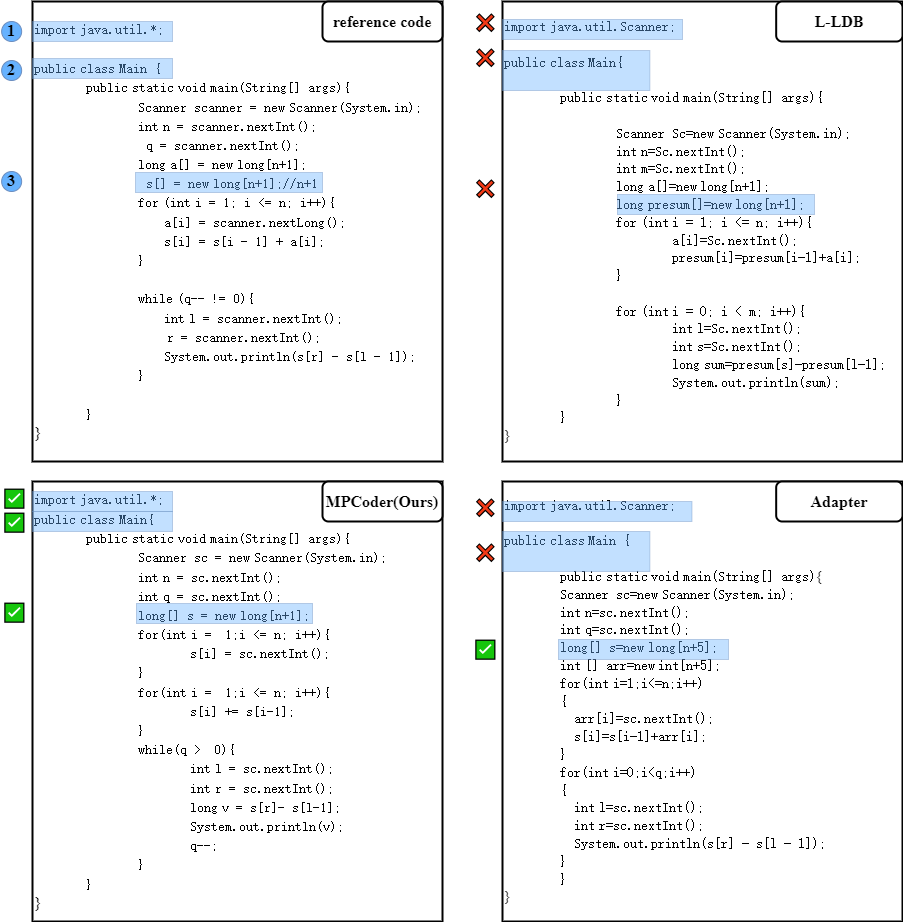 reference code
1
import java.util.*;
2
public class Main {
public static void main(String[] args){
Scanner scanner = new Scanner(System.in);
int n = scanner.nextInt();
q = scanner.nextInt();
long a[] = new long[n+1];
3
s[] = new long[n+1];//n+1
for (int i = 1; i <= n; i++){
a[i] = scanner.nextLong();
s[i] = s[i - 1] + a[i];
}
while (q-- != 0){
int l = scanner.nextInt();
r = scanner.nextInt();
System.out.println(s[r] - s[l - 1]);
}
}
}
L-LDB
import java.util.Scanner;
public class Main{
public static void main(String[] args){
Scanner Sc=new Scanner(System.in);
int n=Sc.nextInt();
int m=Sc.nextInt();
long a[]=new long[n+1];
long presum[]=new long[n+1];
for (int i = 1; i <= n; i++){
a[i]=Sc.nextInt();
presum[i]=presum[i-1]+a[i];
}
for (int i = 0; i < m; i++){
int l=Sc.nextInt();
int s=Sc.nextInt();
long sum=presum[s]-presum[l-1];
System.out.println(sum);
}
}
}
MPCoder(Ours)
import java.util.*;
public class Main{
public static void main(String[] args){
Scanner sc = new Scanner(System.in);
int n = sc.nextInt();
int q = sc.nextInt();
long[] s = new long[n+1];
for(int i = 1;i <= n; i++){
s[i] = sc.nextInt();
}
for(int i = 1;i <= n; i++){
s[i] += s[i-1];
}
while(q > 0){
int l = sc.nextInt();
int r = sc.nextInt();
long v = s[r]- s[l-1];
System.out.println(v);
q--;
}
}
}
Adapter
import java.util.Scanner;
public class Main {
public static void main(String[] args){
Scanner sc=new Scanner(System.in);
int n=sc.nextInt();
int q=sc.nextInt();
long[] s=new long[n+5];
int [] arr=new int[n+5];
for(int i=1;i<=n;i++)
{
arr[i]=sc.nextInt();
s[i]=s[i-1]+arr[i];
}
for(int i=0;i<q;i++)
{
int l=sc.nextInt();
int r=sc.nextInt();
System.out.println(s[r] - s[l - 1]);
}
}
}